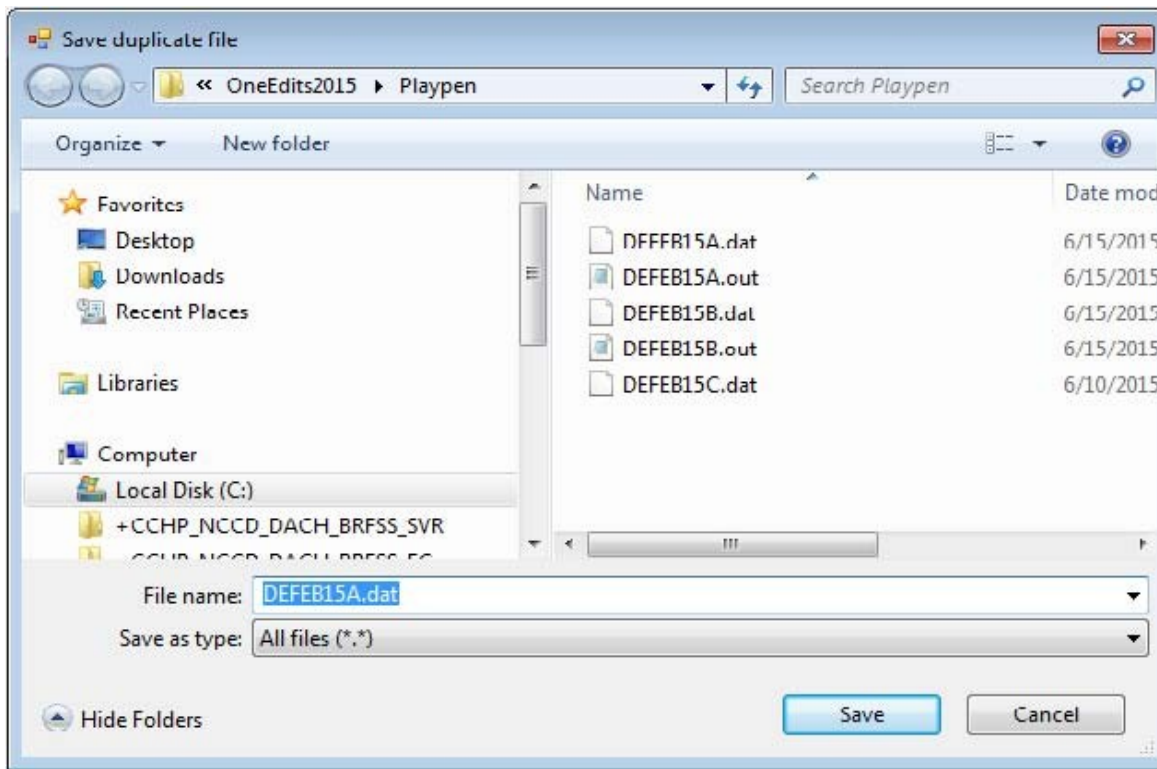 Save duplicate file
« OneEdits2015 Playpen
Search Playpen
Organize New folder
Favorites
Desktop
Downloads
Recent Places
Libraries
Computer
Local Disk (C:)
+CCHP_NCCD_DACH_BRFSS_SVR
Name Date mod
DEFEB15A.dat 6/15/2015
DEFEB15A.out 6/15/2015
DEFEB15B.dat 6/15/2015
DEFEB15B.out 6/15/2015
DEFEB15C.dat 6/10/2015
File name: DEFEB15A.dat
Save as type: All files (*.*)
Hide Folders
Save Cancel